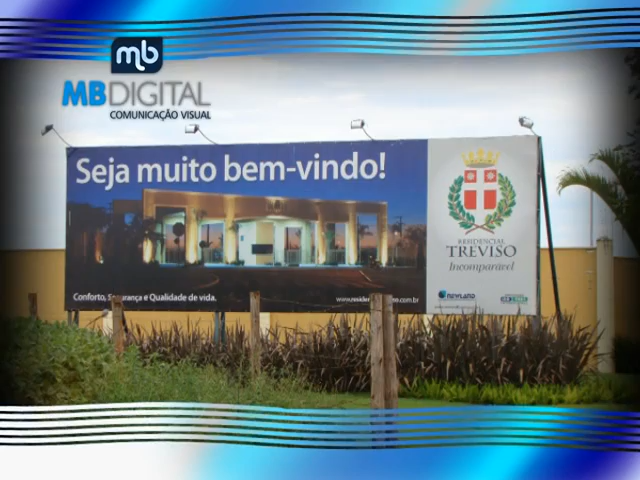 mb
MBDIGITAL
COMUNICAÇÃO VISUAL
Seja muito bem-vindo!
RESIDENCIAL
TREVISO
Incomparável
Conforto, Segurança e Qualidade de vida.